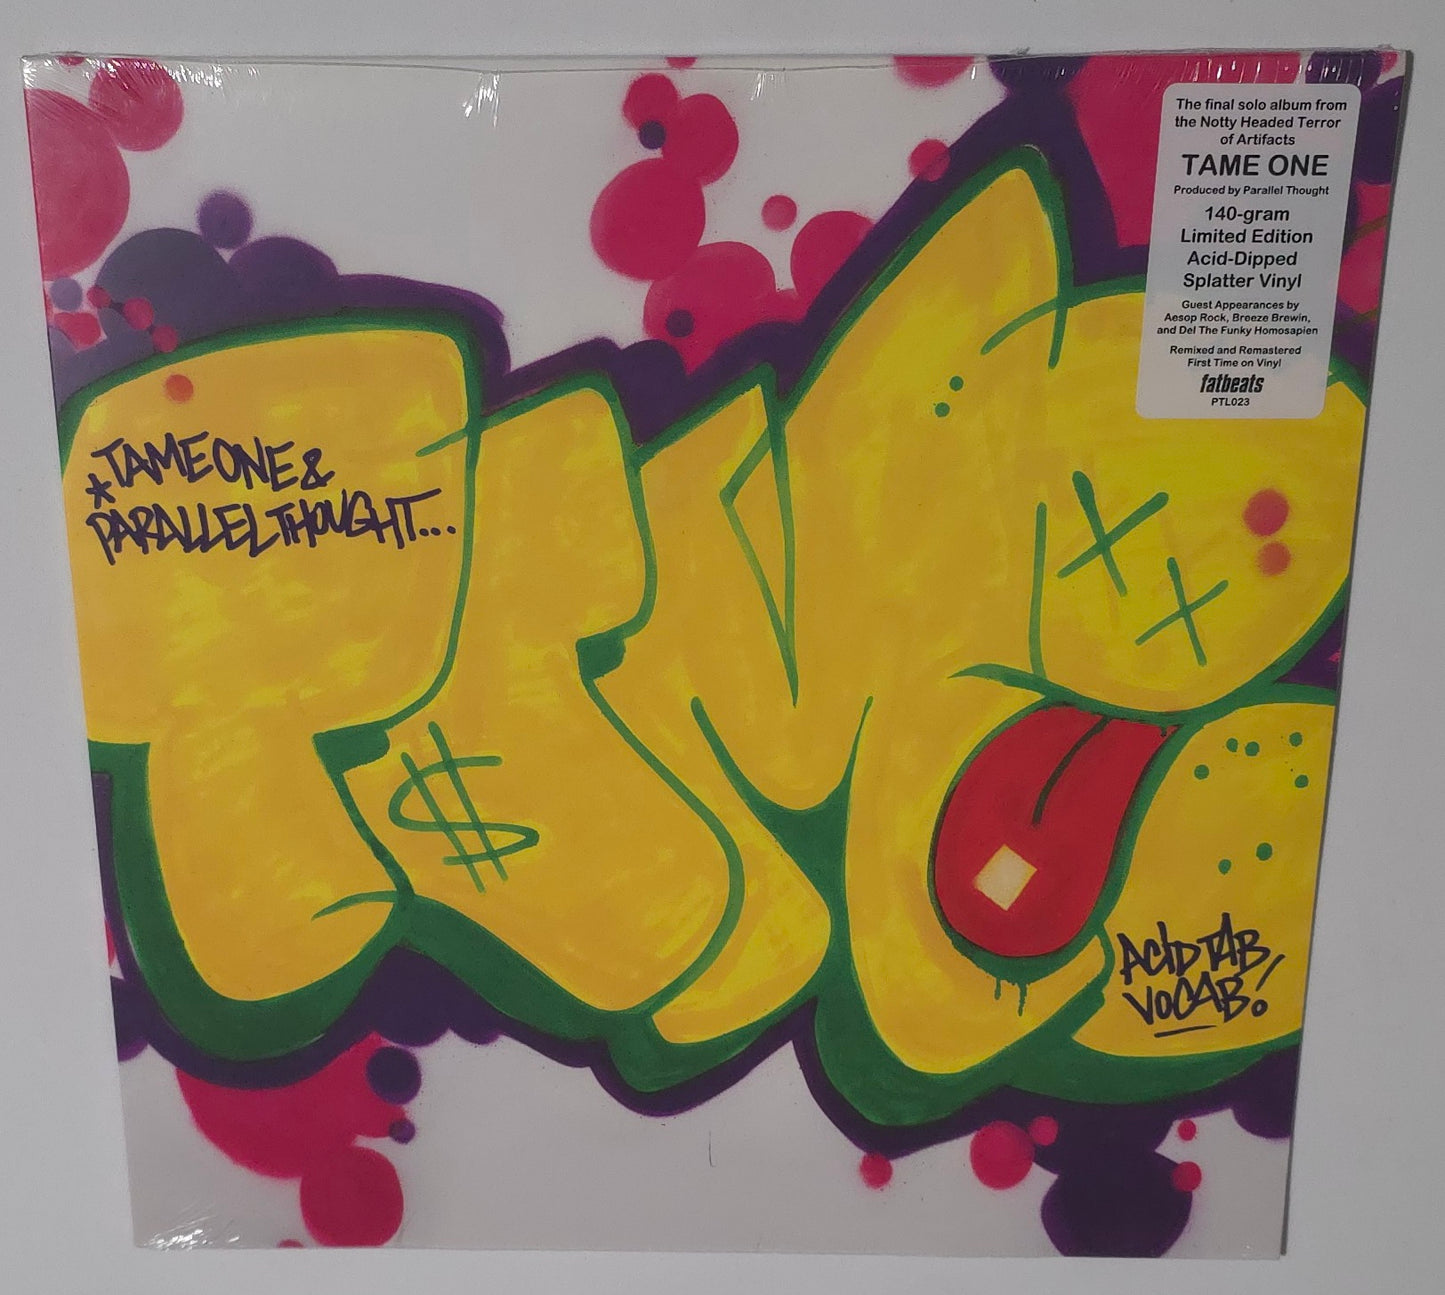 The final solo album from
the Notty Headed Terror
of Artifacts
TAME ONE
Produced by Parallel Thought
140-gram
Limited Edition
Acid-Dipped
Splatter Vinyl
Guest Appearances by
Aesop Rock, Breeze Brewin,
and Del The Funky Homosapien
Remixed and Remastered
First Time on Vinyl
fatbeats
PTL023
*TAME ONE &
PARALLEL THOUGHT...
TAME
$
ACID TAB
VOCAB!